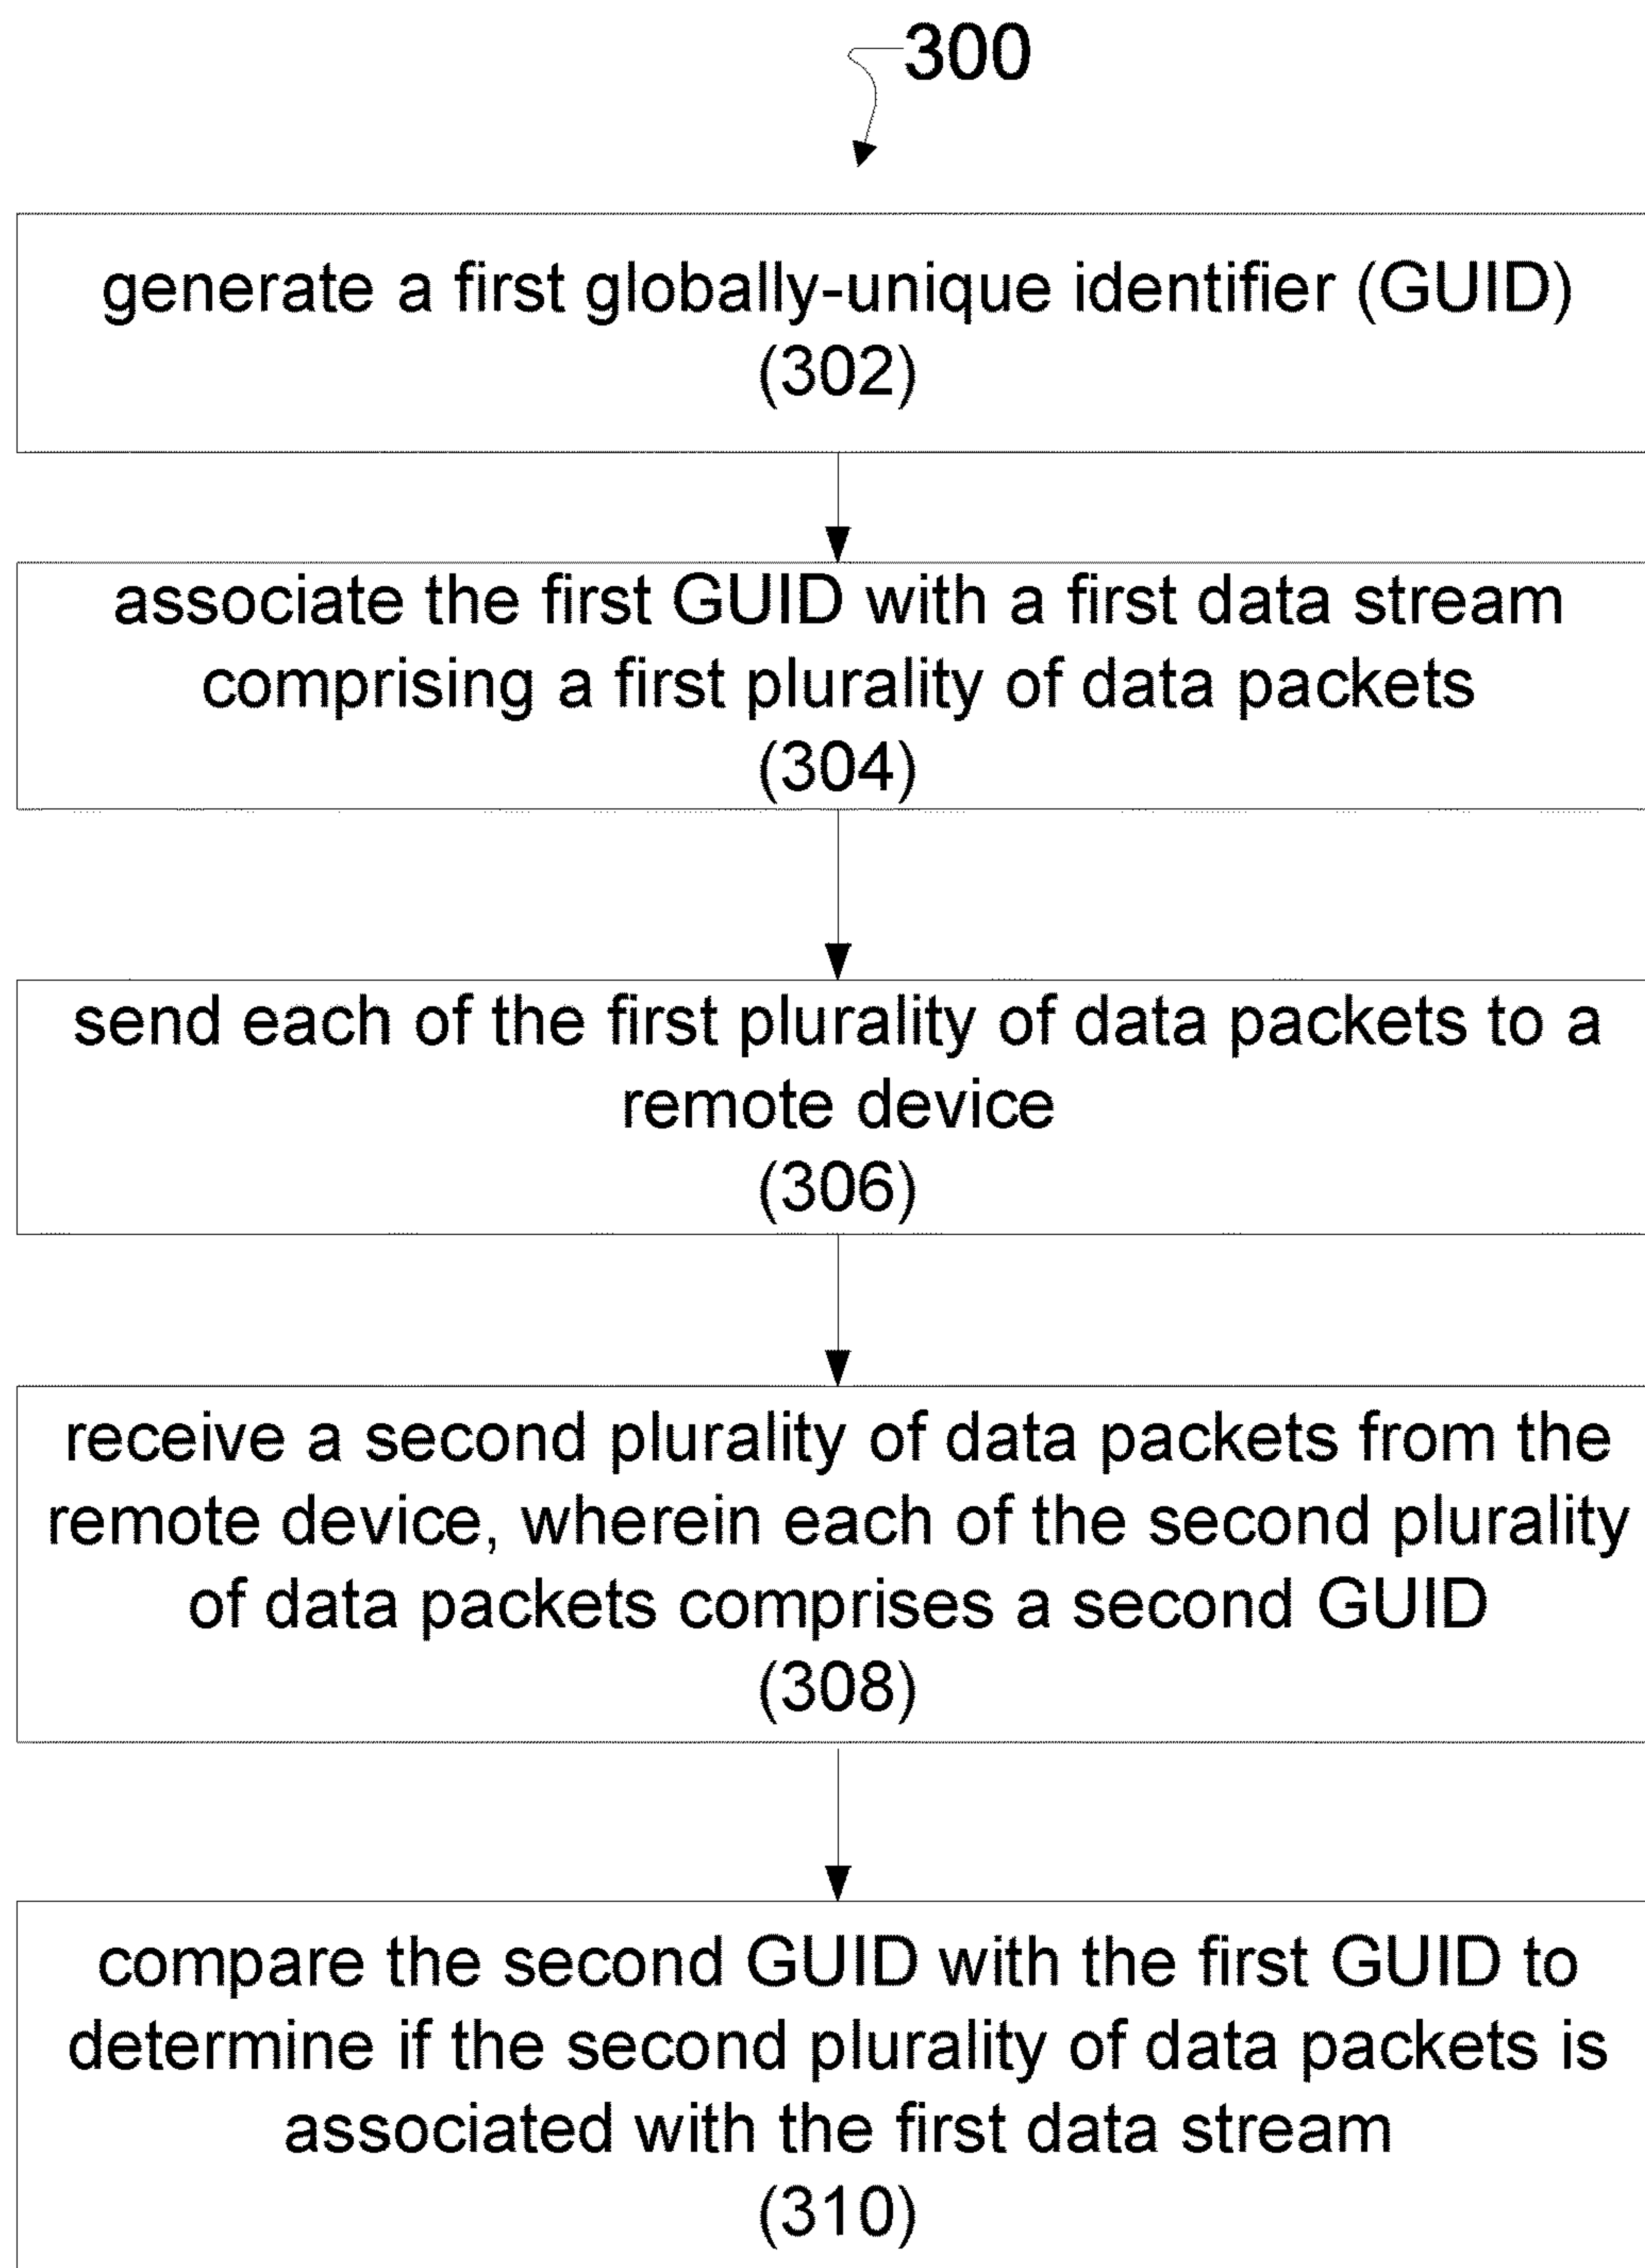 300
generate a first globally-unique identifier (GUID)
(302)
associate the first GUID with a first data stream
comprising a first plurality of data packets
(304)
send each of the first plurality of data packets to a
remote device
(306)
receive a second plurality of data packets from the
remote device, wherein each of the second plurality
of data packets comprises a second GUID
(308)
compare the second GUID with the first GUID to
determine if the second plurality of data packets is
associated with the first data stream
(310)